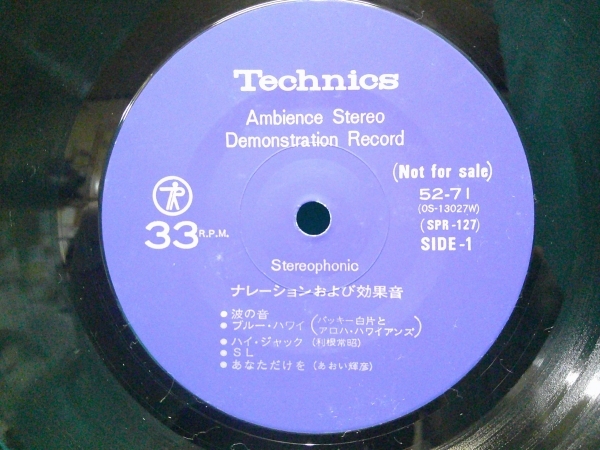 Technics
Ambience Stereo
Demonstration Record
(Not for sale)
52-71
(OS-13027W)
(SPR-127)
33 R.P.M.
SIDE-1
Stereophonic
ナレーションおよび効果音
●波の音
●ブルー・ハワイ(バッキー白片と アロハ・ハワイアンズ)
●ハイ・ジャック(利根常昭)
●SL
●あなただけを(あおい輝彦)